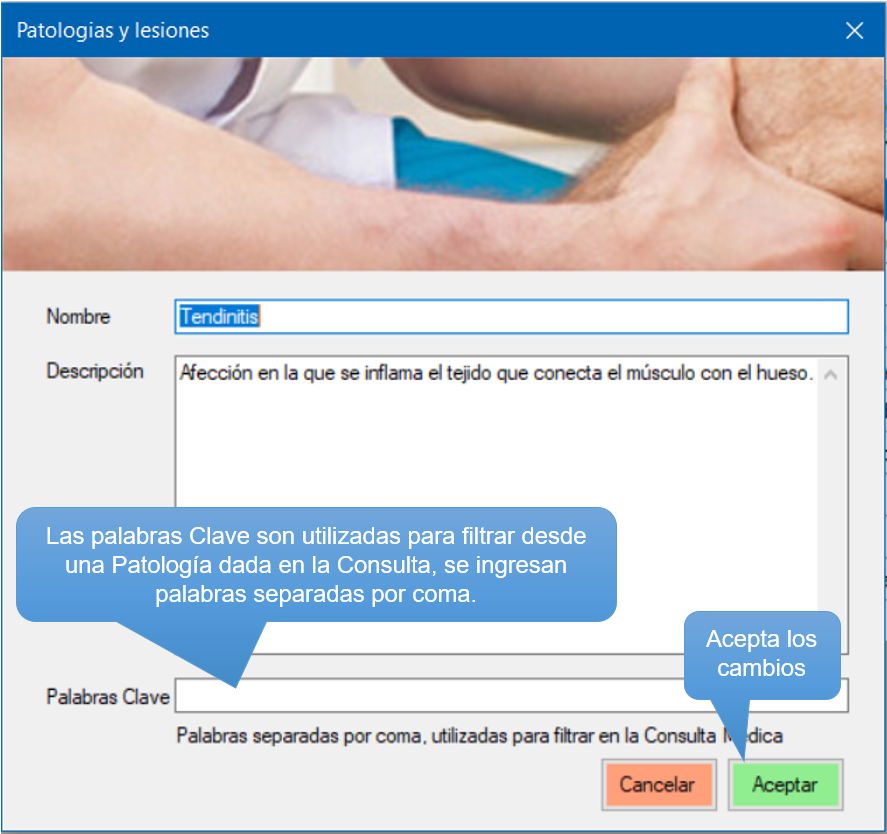 Patologias y lesiones
Nombre
Tendinitis
Descripción
Afección en la que se inflama el tejido que conecta el músculo con el hueso.
Las palabras Clave son utilizadas para filtrar desde
una Patología dada en la Consulta, se ingresan
palabras separadas por coma.
Acepta los
cambios
Palabras Clave
Palabras separadas por coma, utilizadas para filtrar en la Consulta Medica
Cancelar
Aceptar